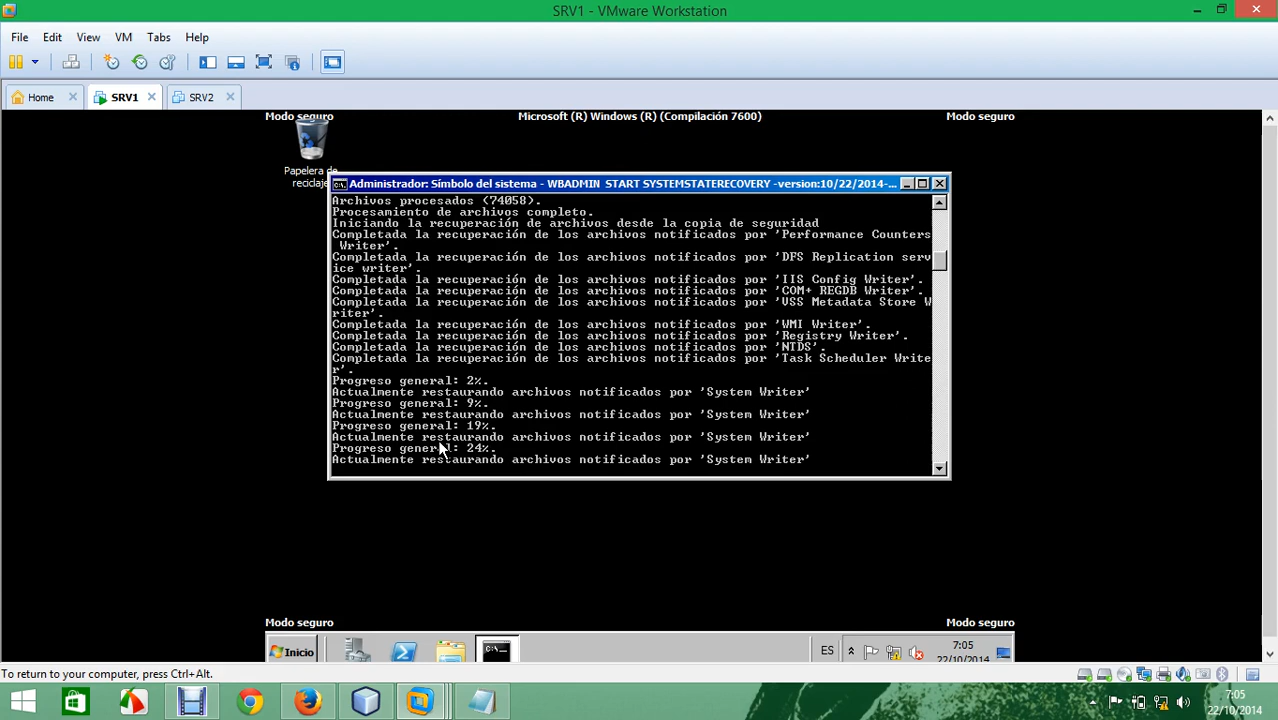 SRV1 - VMware Workstation
File Edit View VM Tabs Help
Home SRV1 SRV2
Modo seguro Microsoft (R) Windows (R) (Compilación 7600) Modo seguro
Papelera de
reciclaje
Administrador: Símbolo del sistema - WBADMIN START SYSTEMSTATERECOVERY -version:10/22/2014-...
Archivos procesados (74058).
Procesamiento de archivos completo.
Iniciando la recuperación de archivos desde la copia de seguridad
Completada la recuperación de los archivos notificados por 'Performance Counters
Writer'.
Completada la recuperación de los archivos notificados por 'DFS Replication serv
ice writer'.
Completada la recuperación de los archivos notificados por 'IIS Config Writer'.
Completada la recuperación de los archivos notificados por 'COM+ REGDB Writer'.
Completada la recuperación de los archivos notificados por 'VSS Metadata Store W
riter'.
Completada la recuperación de los archivos notificados por 'WMI Writer'.
Completada la recuperación de los archivos notificados por 'Registry Writer'.
Completada la recuperación de los archivos notificados por 'NTDS'.
Completada la recuperación de los archivos notificados por 'Task Scheduler Write
r'.
Progreso general: 2%.
Actualmente restaurando archivos notificados por 'System Writer'
Progreso general: 9%.
Actualmente restaurando archivos notificados por 'System Writer'
Progreso general: 19%.
Actualmente restaurando archivos notificados por 'System Writer'
Progreso general: 24%.
Actualmente restaurando archivos notificados por 'System Writer'
Modo seguro Modo seguro
Inicio ES 7:05
22/10/2014
To return to your computer, press Ctrl+Alt.
7:05
22/10/2014